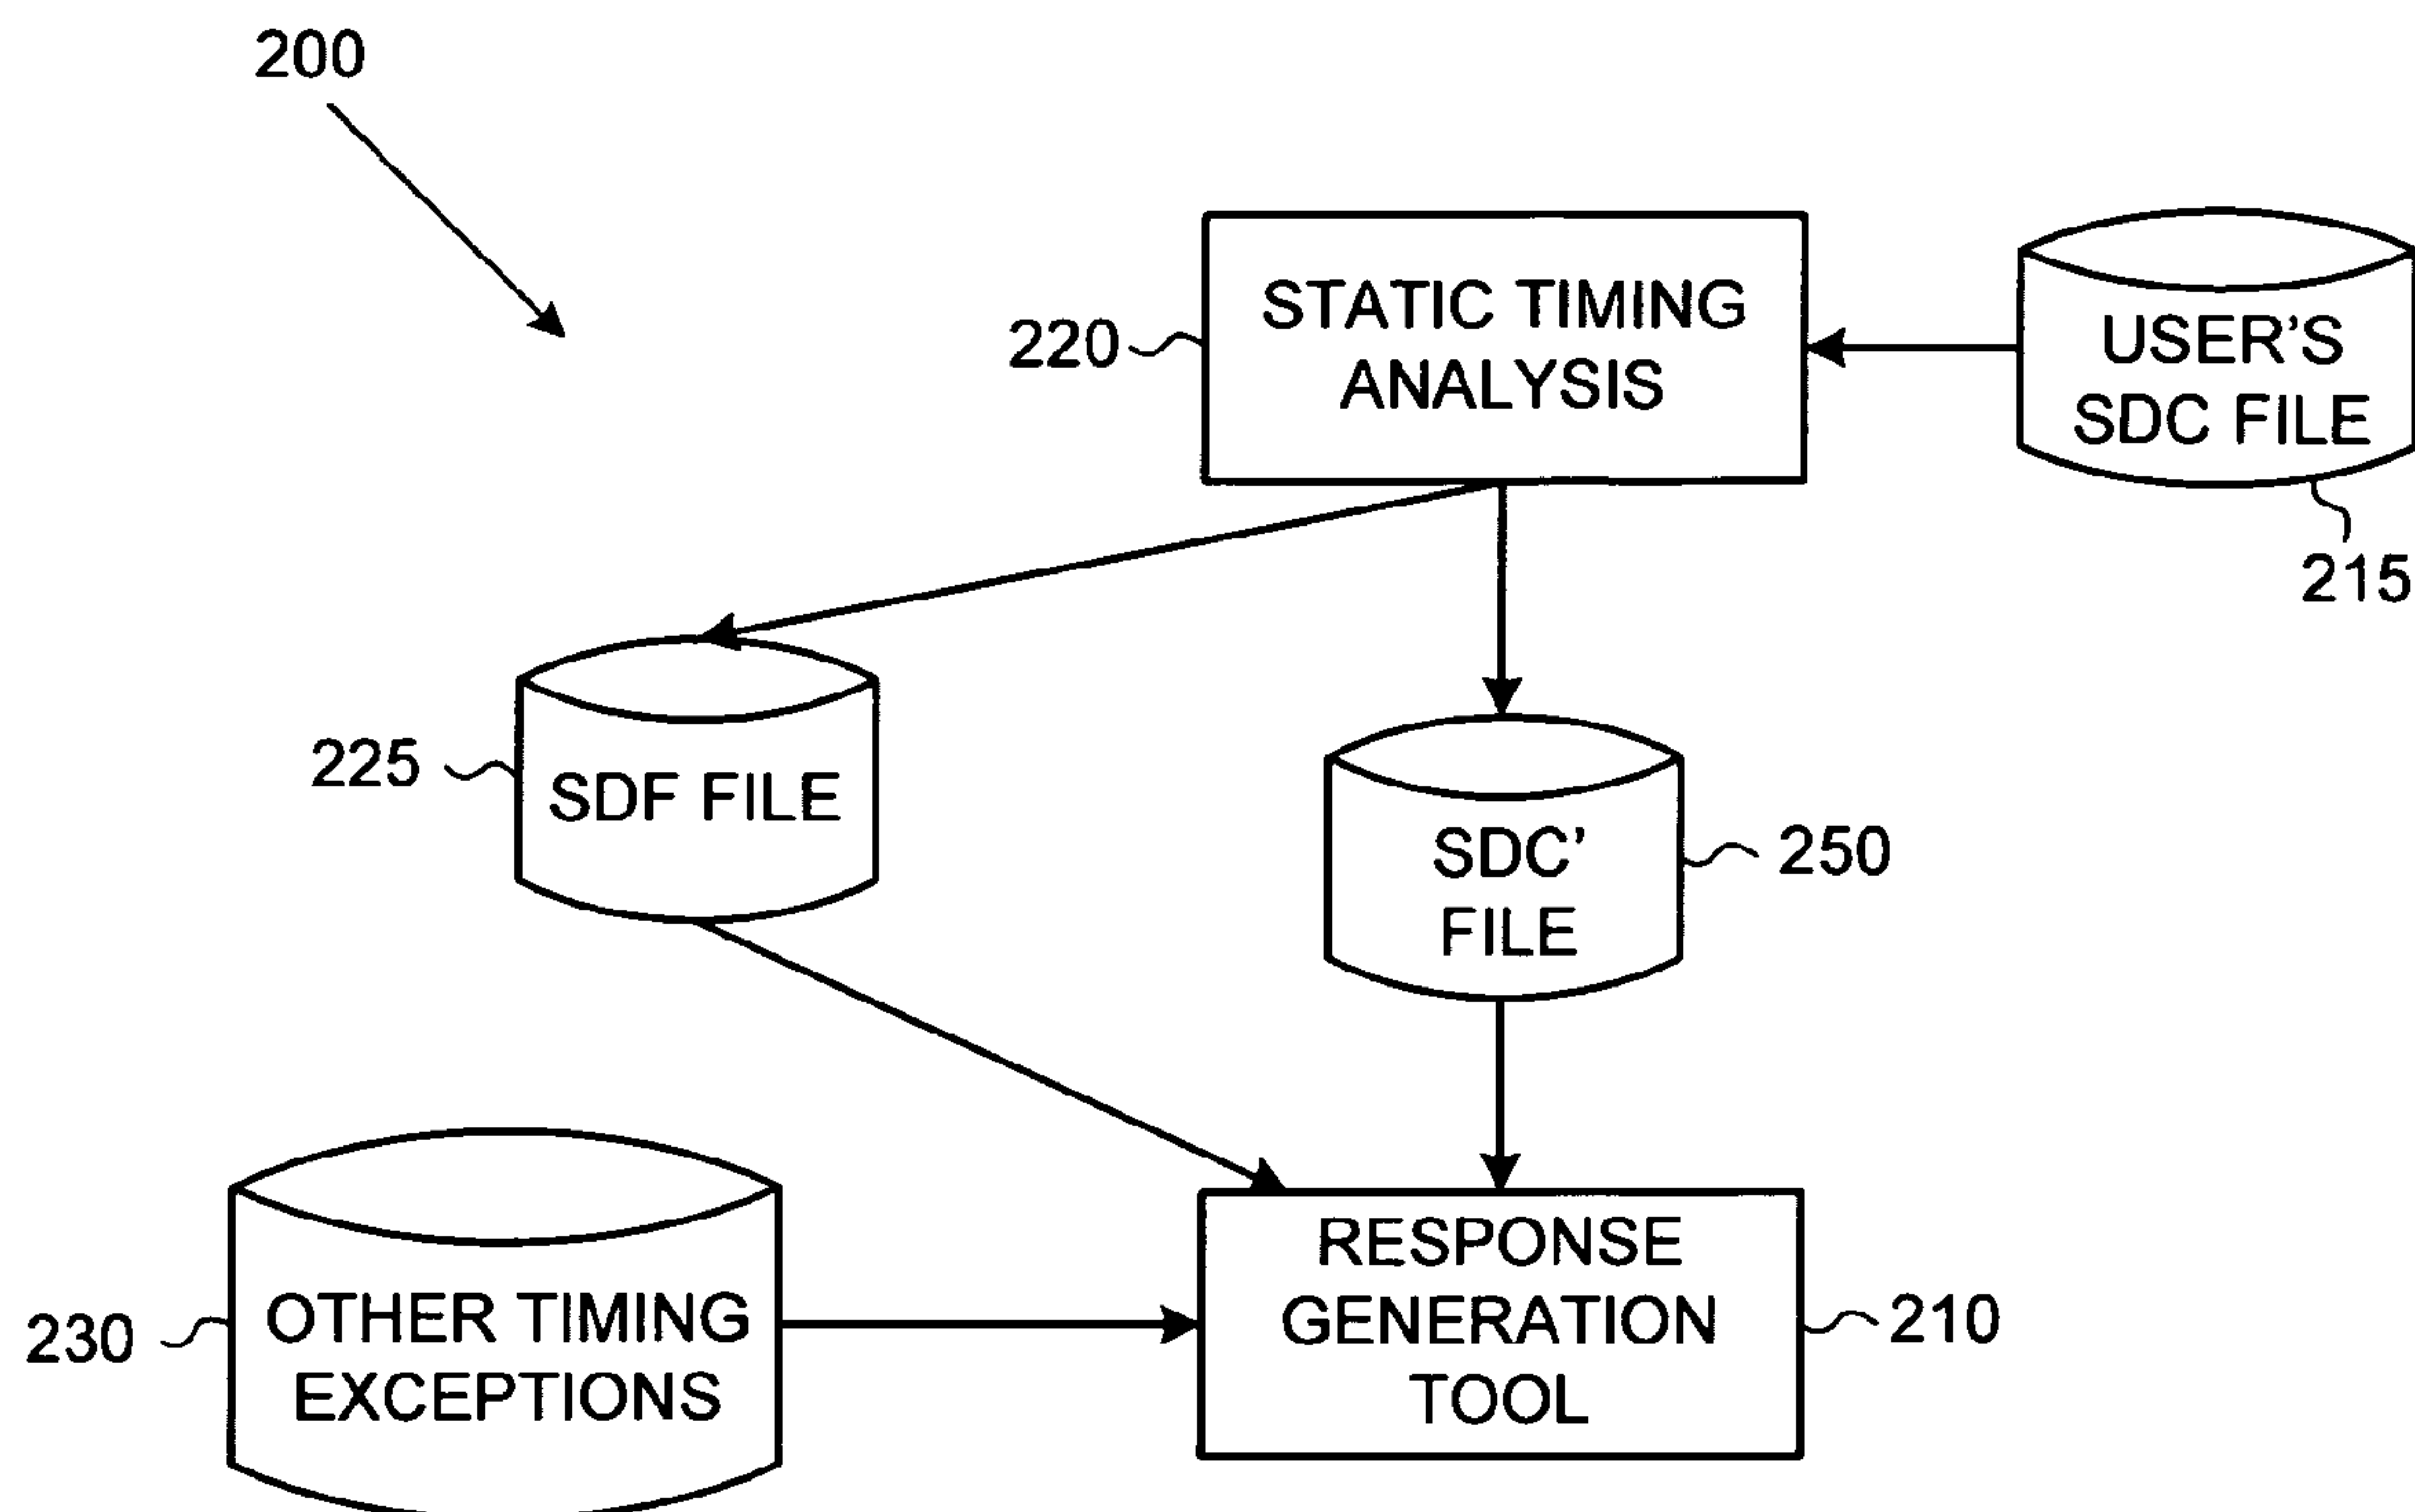 200
STATIC TIMING
ANALYSIS
220
USER'S
SDC FILE
215
225
SDF FILE
SDC'
FILE
250
230
OTHER TIMING
EXCEPTIONS
RESPONSE
GENERATION
TOOL
210